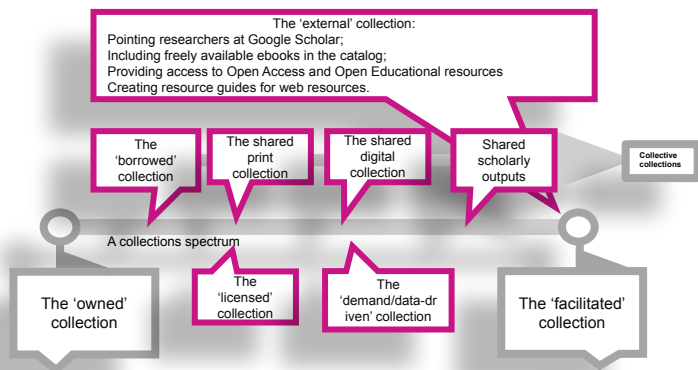 The ‘external’ collection:
Pointing researchers at Google Scholar;
Including freely available ebooks in the catalog;
Providing access to Open Access and Open Educational resources
Creating resource guides for web resources.
The
‘borrowed’
collection
The shared
print
collection
The shared
digital
collection
Shared
scholarly
outputs
Collective
collections
A collections spectrum
The ‘owned’
collection
The
‘licensed’
collection
The
‘demand/data-dr
iven’ collection
The ‘facilitated’
collection